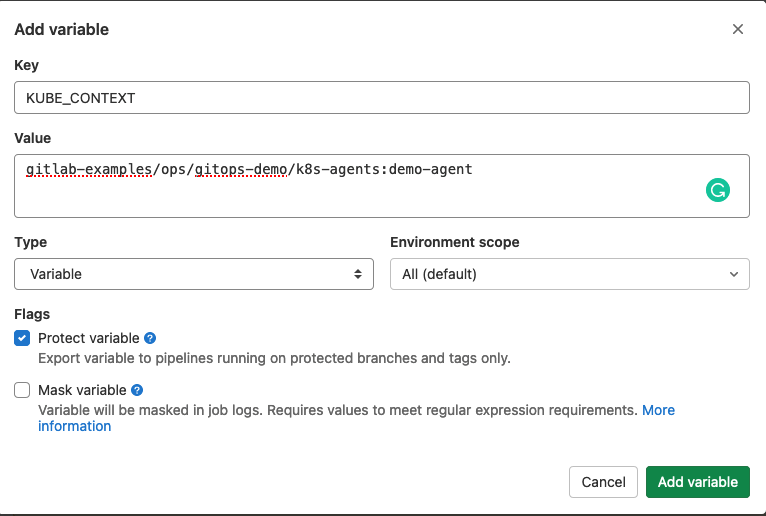 Add variable
Key
KUBE_CONTEXT
Value
gitlab-examples/ops/gitops-demo/k8s-agents:demo-agent
Type
Environment scope
Variable
All (default)
Flags
Protect variable
Export variable to pipelines running on protected branches and tags only.
Mask variable
Variable will be masked in job logs. Requires values to meet regular expression requirements. More
information
Cancel
Add variable